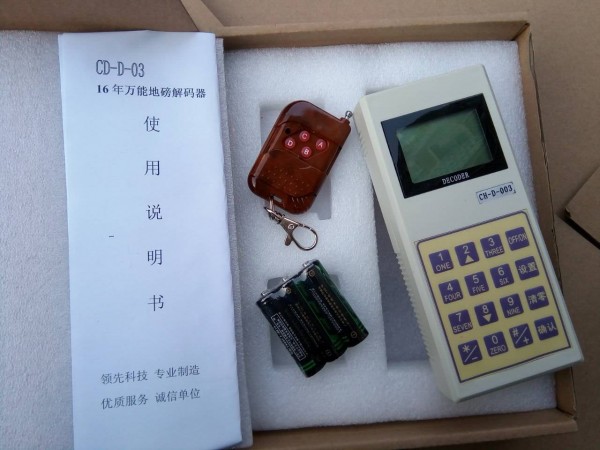 CD-D-03
16年万能地磅解码器
使
用
说
明
书
领先科技 专业制造
优质服务 诚信单位
C
D A
B
DECODER
CH-D-003
1 ONE
2 ▲
3 THREE
OFF/ON
4 FOUR
5 FIVE
6 SIX
设置
7 SEVEN
8 ▼
9 NINE
清零
*/-
0 ZERO
#/+
确认